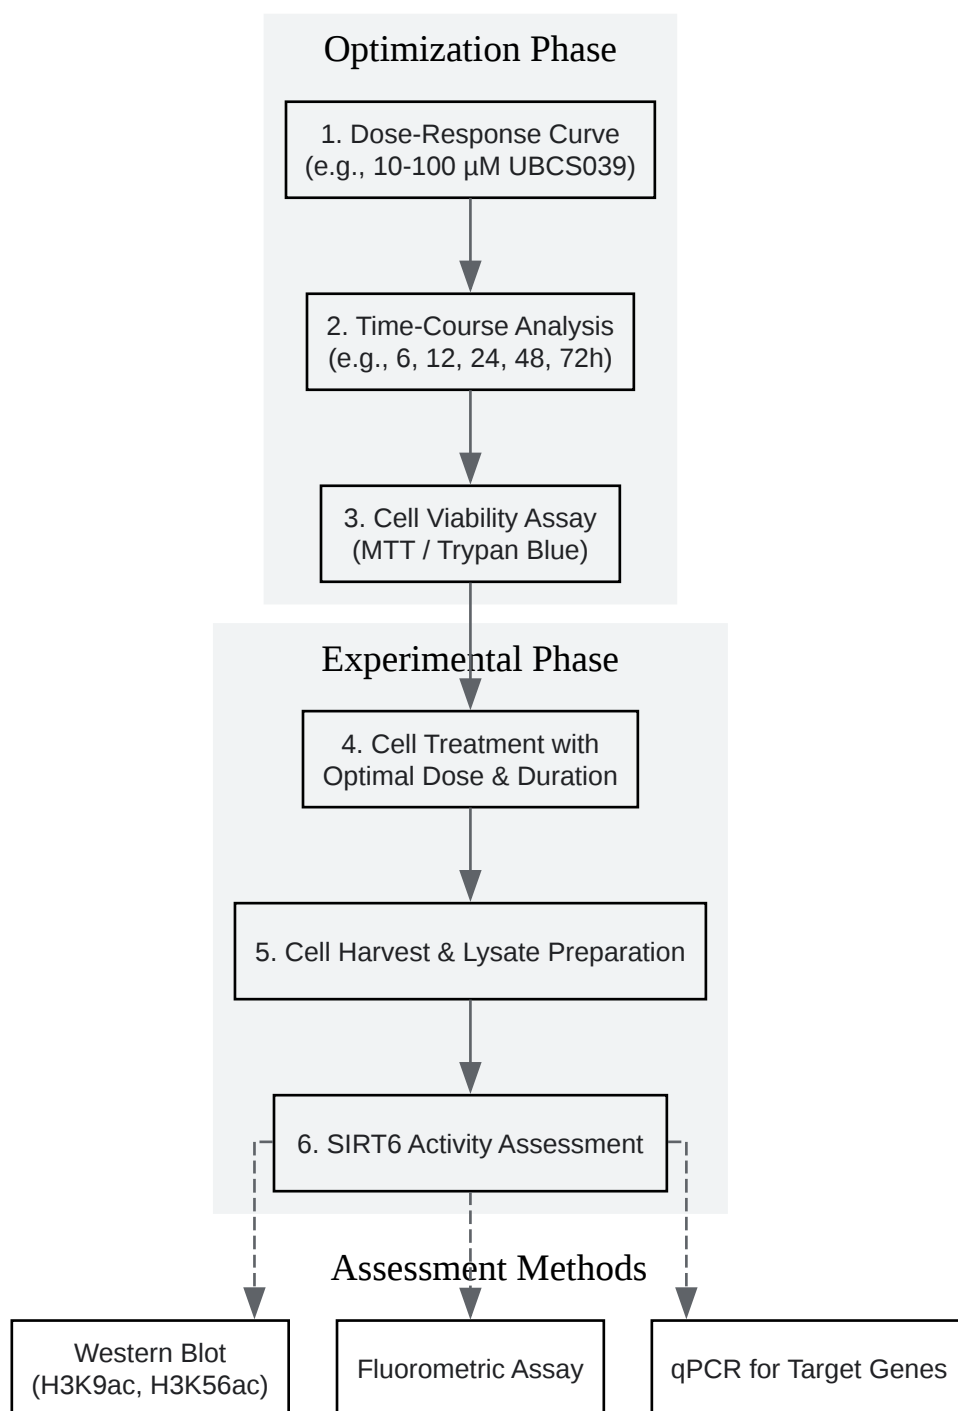 Optimization Phase
1. Dose-Response Curve
(e.g., 10-100 µM UBCS039)
2. Time-Course Analysis
(e.g., 6, 12, 24, 48, 72h)
3. Cell Viability Assay
(MTT / Trypan Blue)
Experimental Phase
4. Cell Treatment with
Optimal Dose & Duration
5. Cell Harvest & Lysate Preparation
6. SIRT6 Activity Assessment
Assessment Methods
Western Blot
(H3K9ac, H3K56ac)
Fluorometric Assay
qPCR for Target Genes